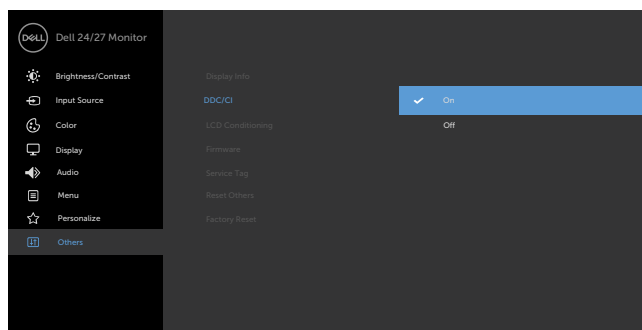 DELL Dell 24/27 Monitor
Brightness/Contrast
Input Source
Color
Display
Audio
Menu
Personalize
Others
Display Info
DDC/CI
LCD Conditioning
Firmware
Service Tag
Reset Others
Factory Reset
On
Off